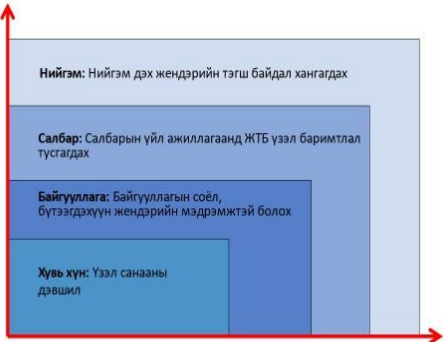 Нийгэм: Нийгэм дэх жендэрийн тэгш байдал хангагдах
Салбар: Салбарын үйл ажиллагаанд ЖТБ үзэл баримтлал
тусгагдах
Байгууллага: Байгууллагын соёл,
бүтээгдэхүүн жендэрийн мэдрэмжтэй болох
Хувь хүн: Үзэл санааны
дэвшил